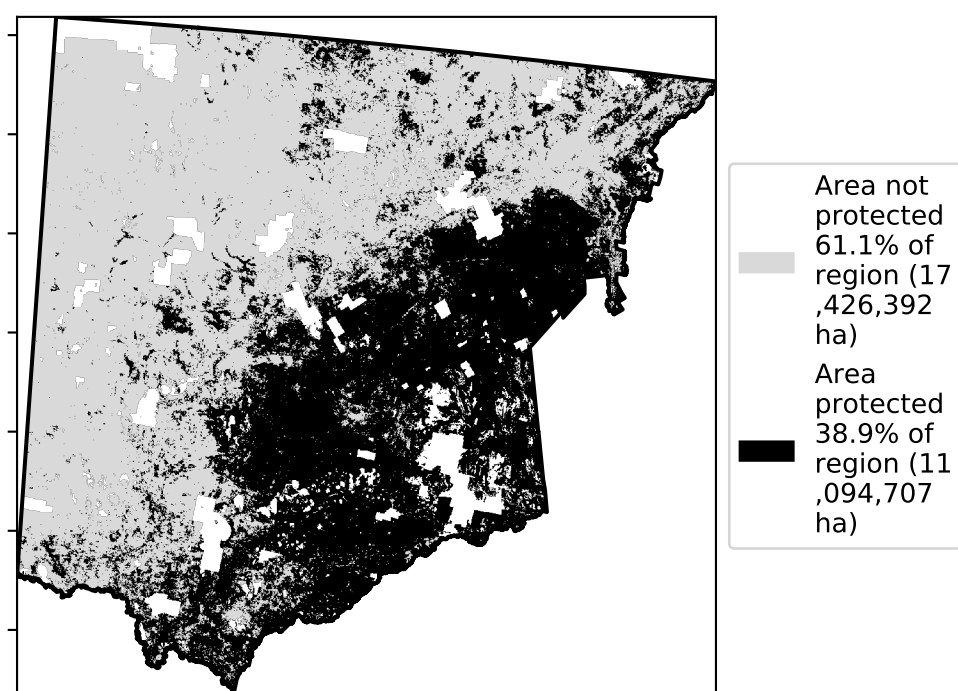 Area not
protected
61.1% of
region (17
,426,392
ha)
Area
protected
38.9% of
region (11
,094,707
ha)